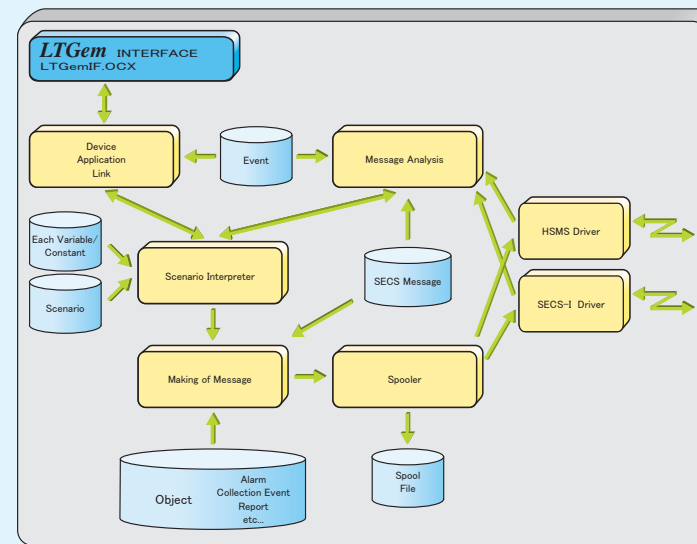 LTGem INTERFACE
LTGemIF.OCX
Device
Application
Link
Event
Message Analysis
Each Variable/
Constant
Scenario
Scenario Interpreter
SECS Message
HSMS Driver
SECS-I Driver
Making of Message
Spooler
Object
Alarm
Collection Event
Report
etc...
Spool
File